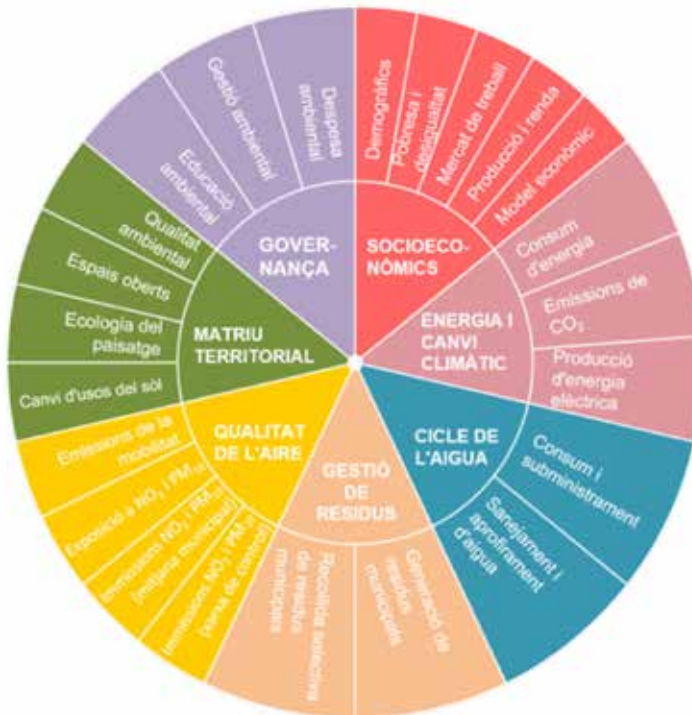 Demogràfics
Pobresa i
desigualtat
Mercat de treball
Producció i renda
Model econòmic
SOCIOECO-
NÒMICS
Consum
d'energia
Emissions de
CO₂
Producció
d'energia
elèctrica
ENERGIA I
CANVI
CLIMÀTIC
Consum i
subministrament
Sanejament i
aprofitament
d'aigua
CICLE DE
L'AIGUA
Generació de
residus
municipals
Recollida selectiva
de residus
municipals
GESTIÓ
DE
RESIDUS
Immissions NO₂ i PM₁₀
(xarxa de control)
Immissions NO₂ i PM₁₀
(mitjana municipal)
Exposició a NO₂ i PM₁₀
Emissions de la
mobilitat
QUALITAT
DE L'AIRE
Canvi d'usos del sòl
Ecologia del
paisatge
Espais oberts
Qualitat
ambiental
MATRIU
TERRITORIAL
Educació
ambiental
Gestió ambiental
Despesa
ambiental
GOVER-
NANÇA